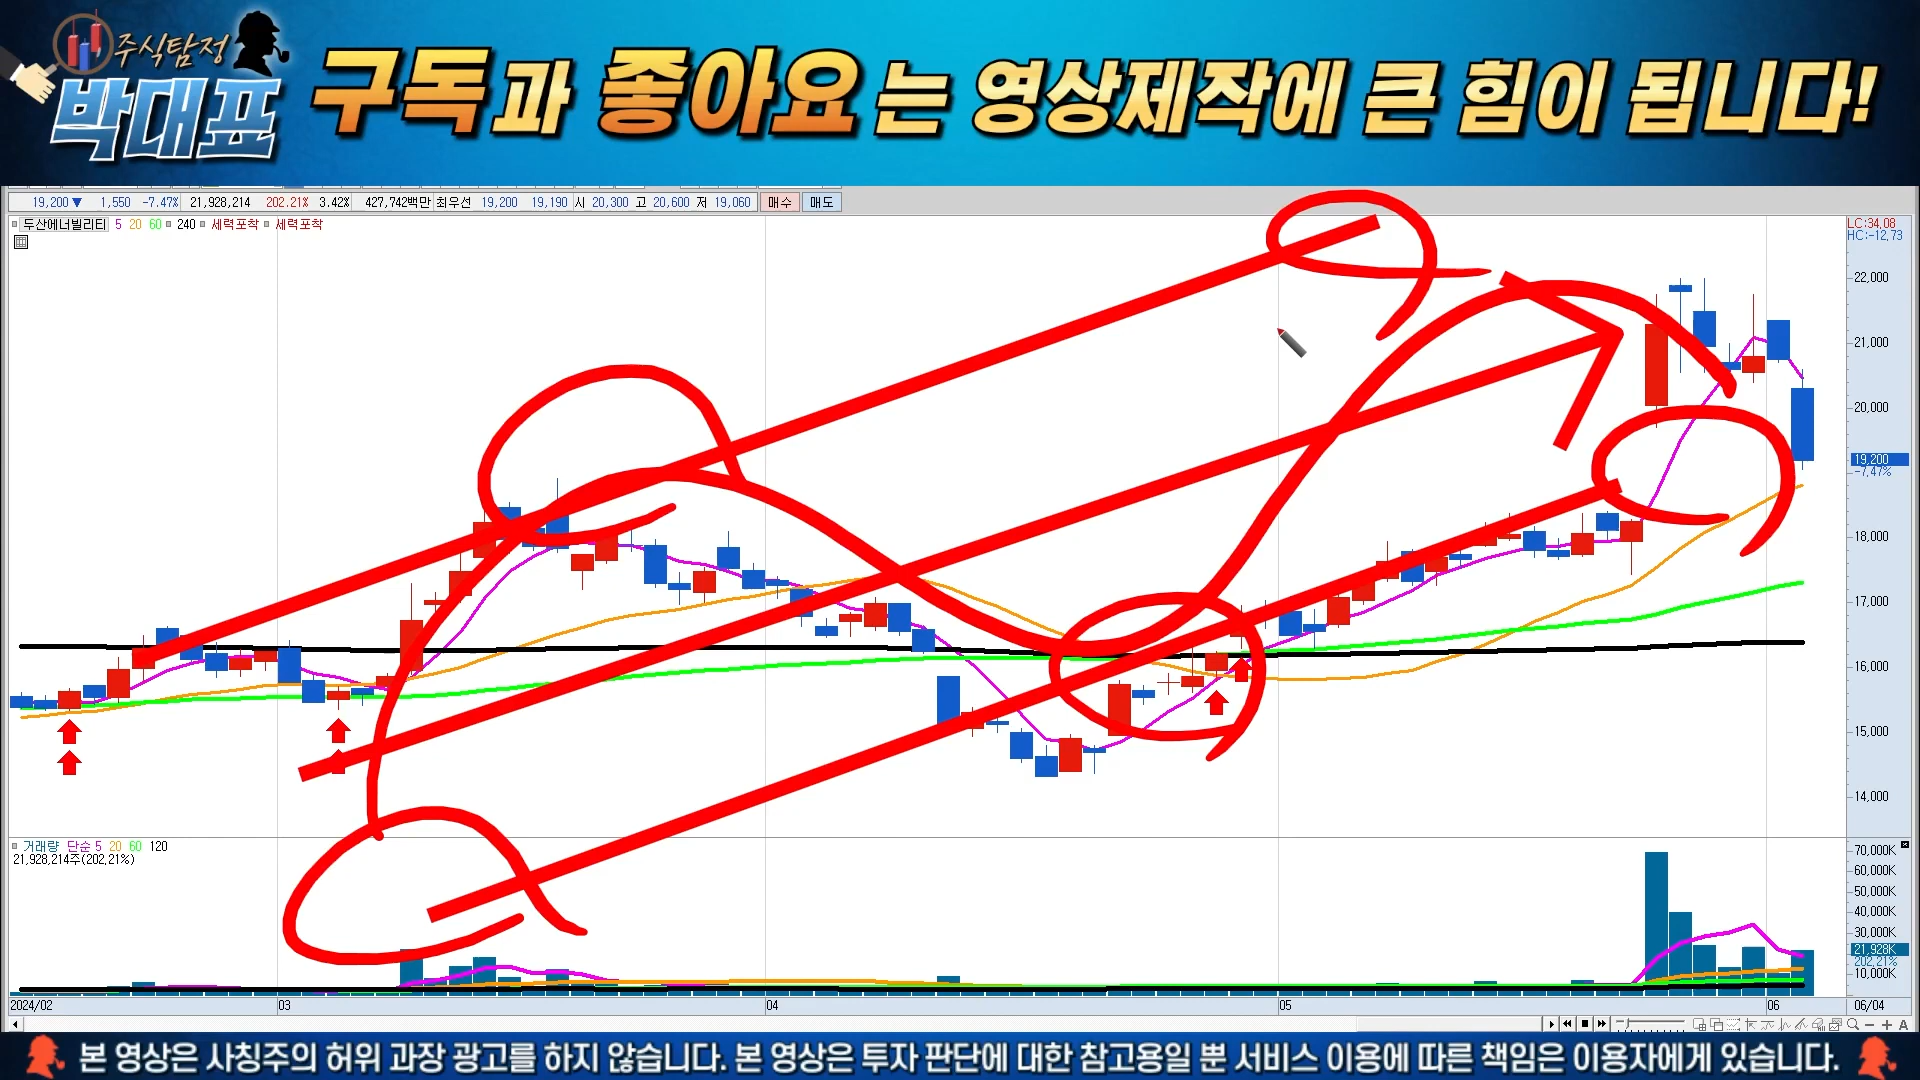 주식탐정
박대표
구독과 좋아요는 영상제작에 큰 힘이 됩니다!
19,200 ▼ 1,550 -7.47% 21,928,214 202.21% 3.42% 427,742백만 최우선 19,200 19,190 시 20,300 고 20,600 저 19,060 매수 매도
두산에너빌리티 5 20 60 240 세력포착 세력포착
LC:34.08
HC:-12.73
22,000
21,000
20,000
19,200
-7.47%
18,000
17,000
16,000
15,000
14,000
거래량 단순 5 20 60 120
21,928,214주(202.21%)
70,000K
60,000K
50,000K
40,000K
30,000K
21,928K
202.21%
10,000K
2024/02 03 04 05 06 06/04
본 영상은 사칭주의 허위 과장 광고를 하지 않습니다. 본 영상은 투자 판단에 대한 참고용일 뿐 서비스 이용에 따른 책임은 이용자에게 있습니다.